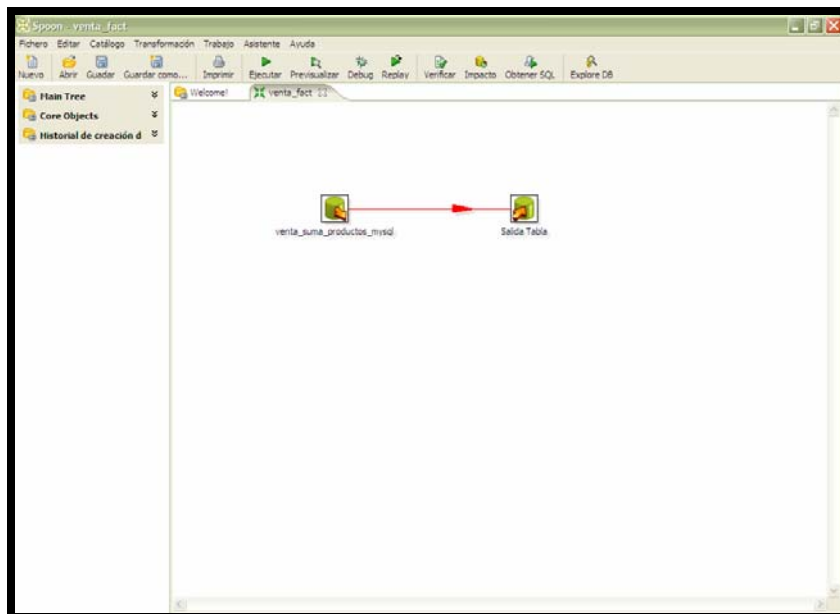 Spoon - venta_fact
Fichero Editar Catálogo Transformación Trabajo Asistente Ayuda
Nuevo Abrir Guadar Guardar como... Imprimir Ejecutar Previsualizar Debug Replay Verificar Impacto Obtener SQL Explore DB
Main Tree
Core Objects
Historial de creación d
Welcome! venta_fact
venta_suma_productos_mysql
Salida Tabla